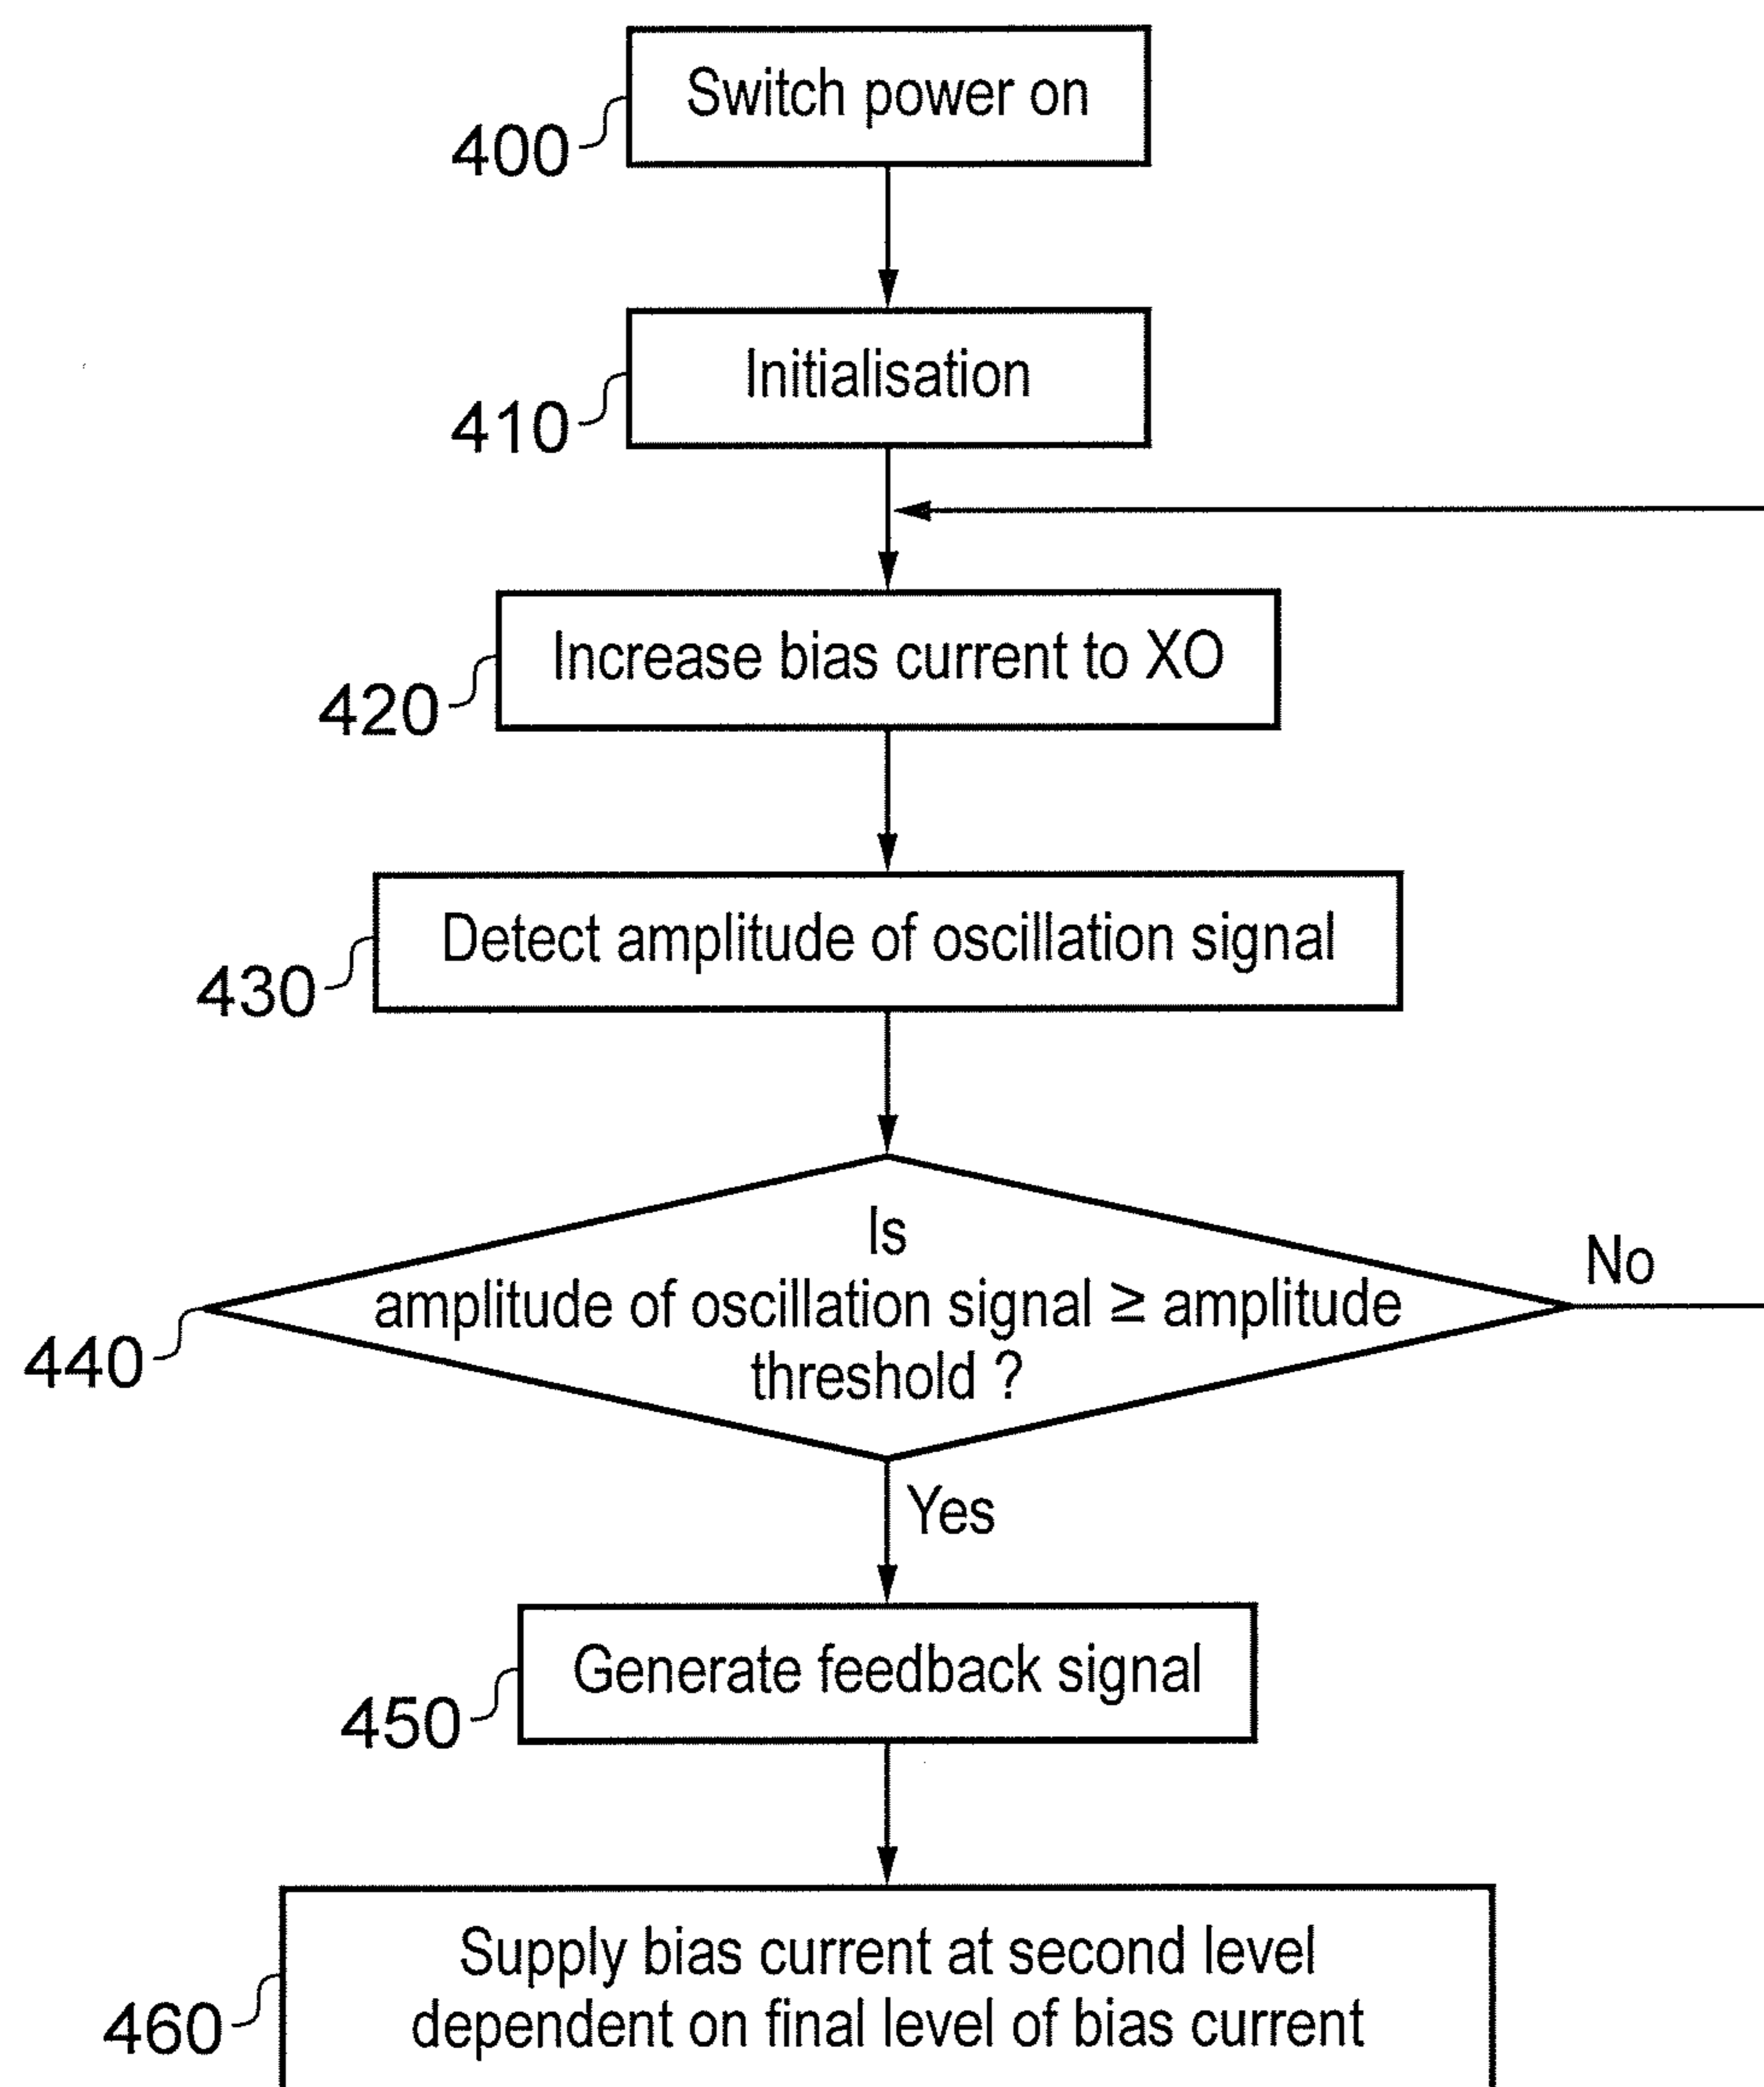 Switch power on
400
Initialisation
410
Increase bias current to XO
420
Detect amplitude of oscillation signal
430
Is
amplitude of oscillation signal ≥ amplitude
threshold ?
No
440
Yes
Generate feedback signal
450
Supply bias current at second level
dependent on final level of bias current
460